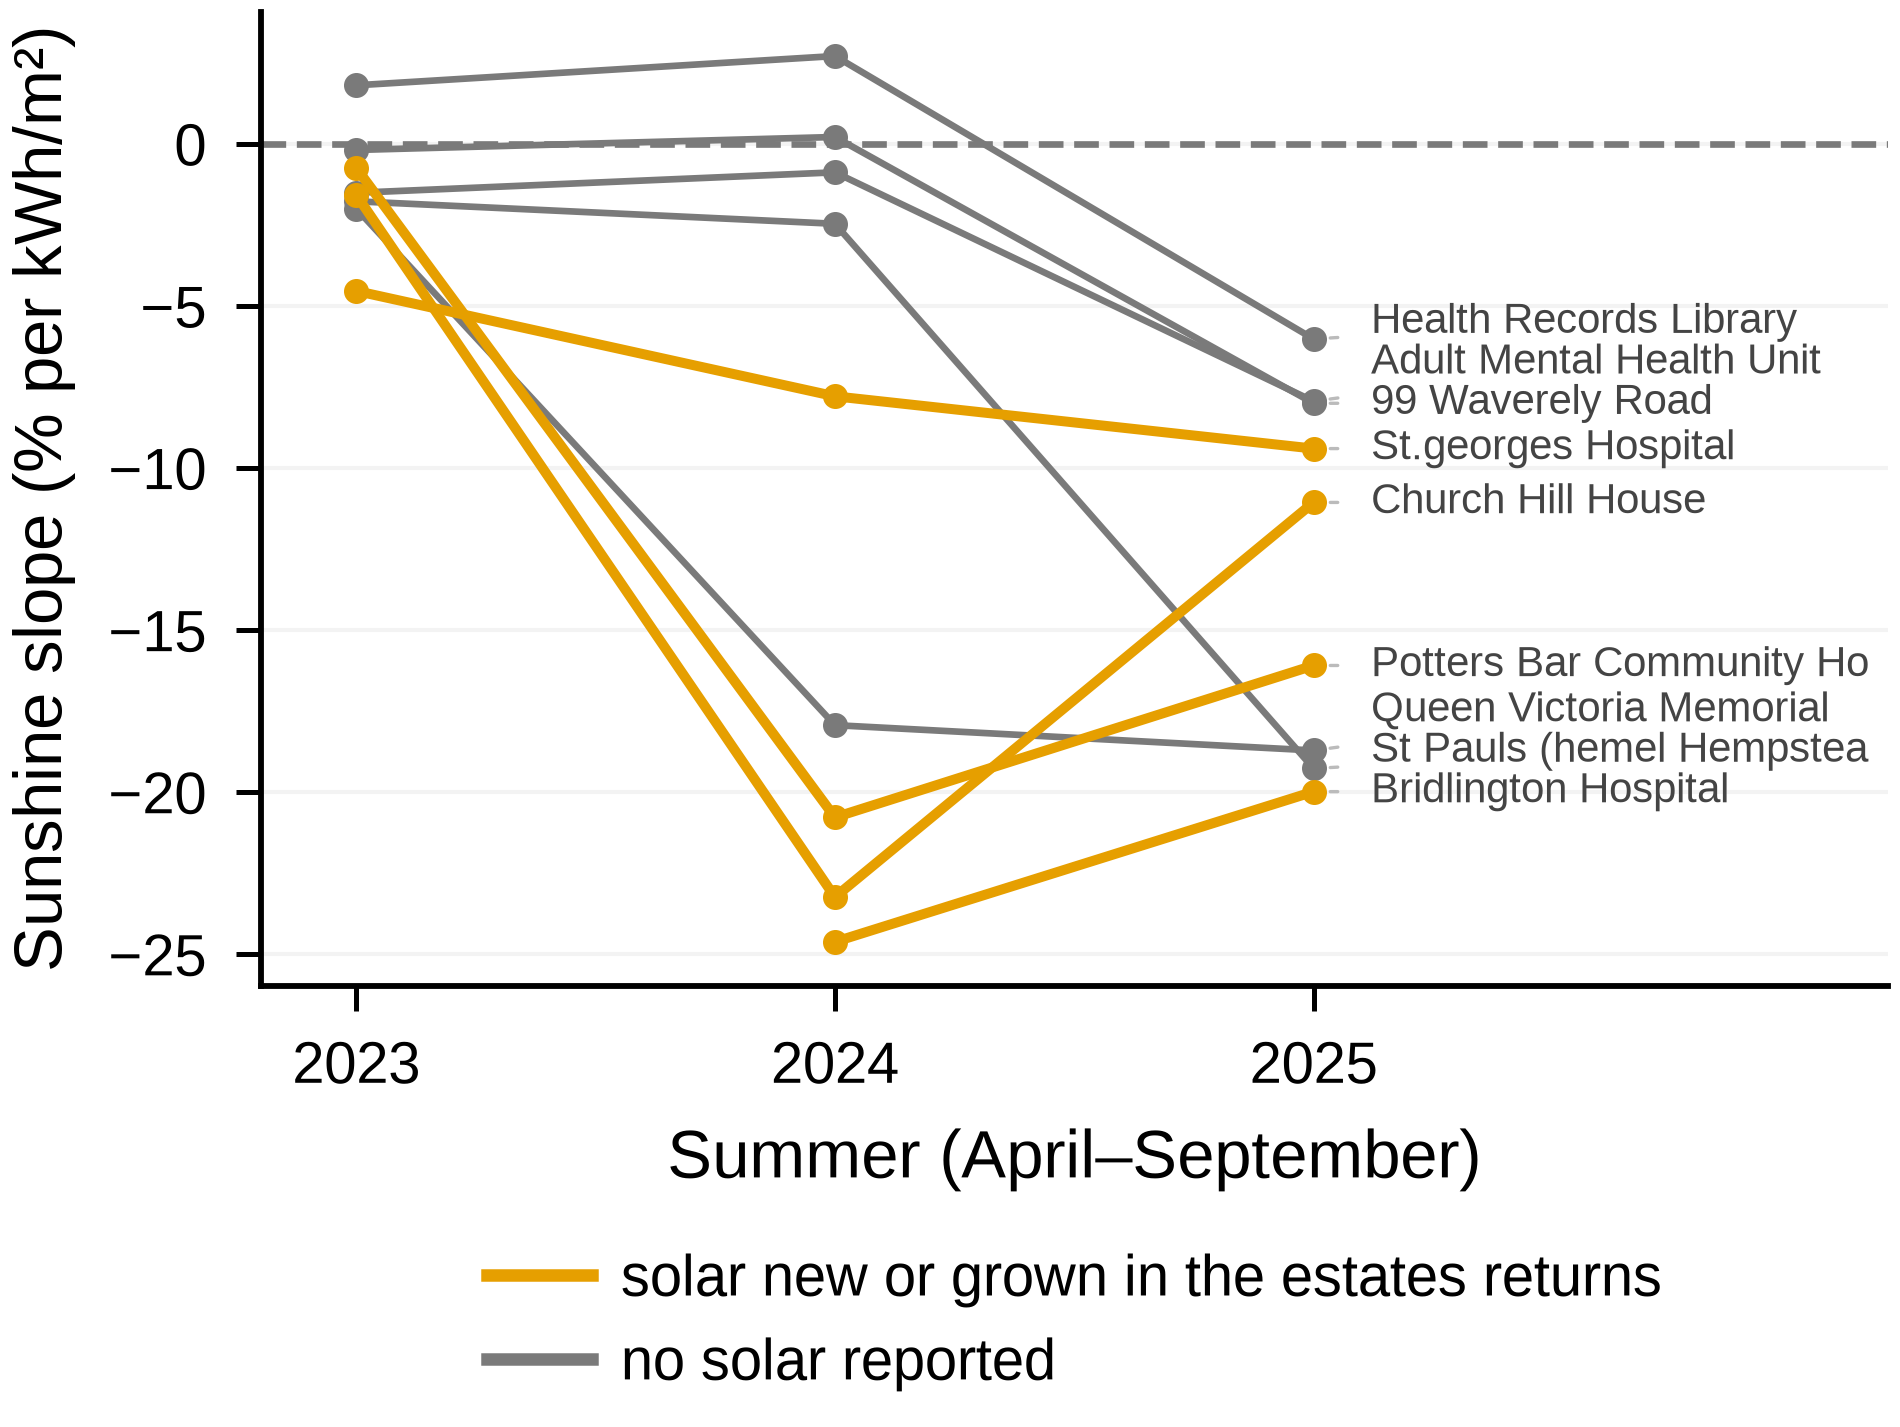 Sunshine slope (% per kWh/m²)
0
−5
−10
−15
−20
−25
Health Records Library
Adult Mental Health Unit
99 Waverely Road
St.georges Hospital
Church Hill House
Potters Bar Community Ho
Queen Victoria Memorial
St Pauls (hemel Hempstea
Bridlington Hospital
2023 2024 2025
Summer (April–September)
solar new or grown in the estates returns
no solar reported